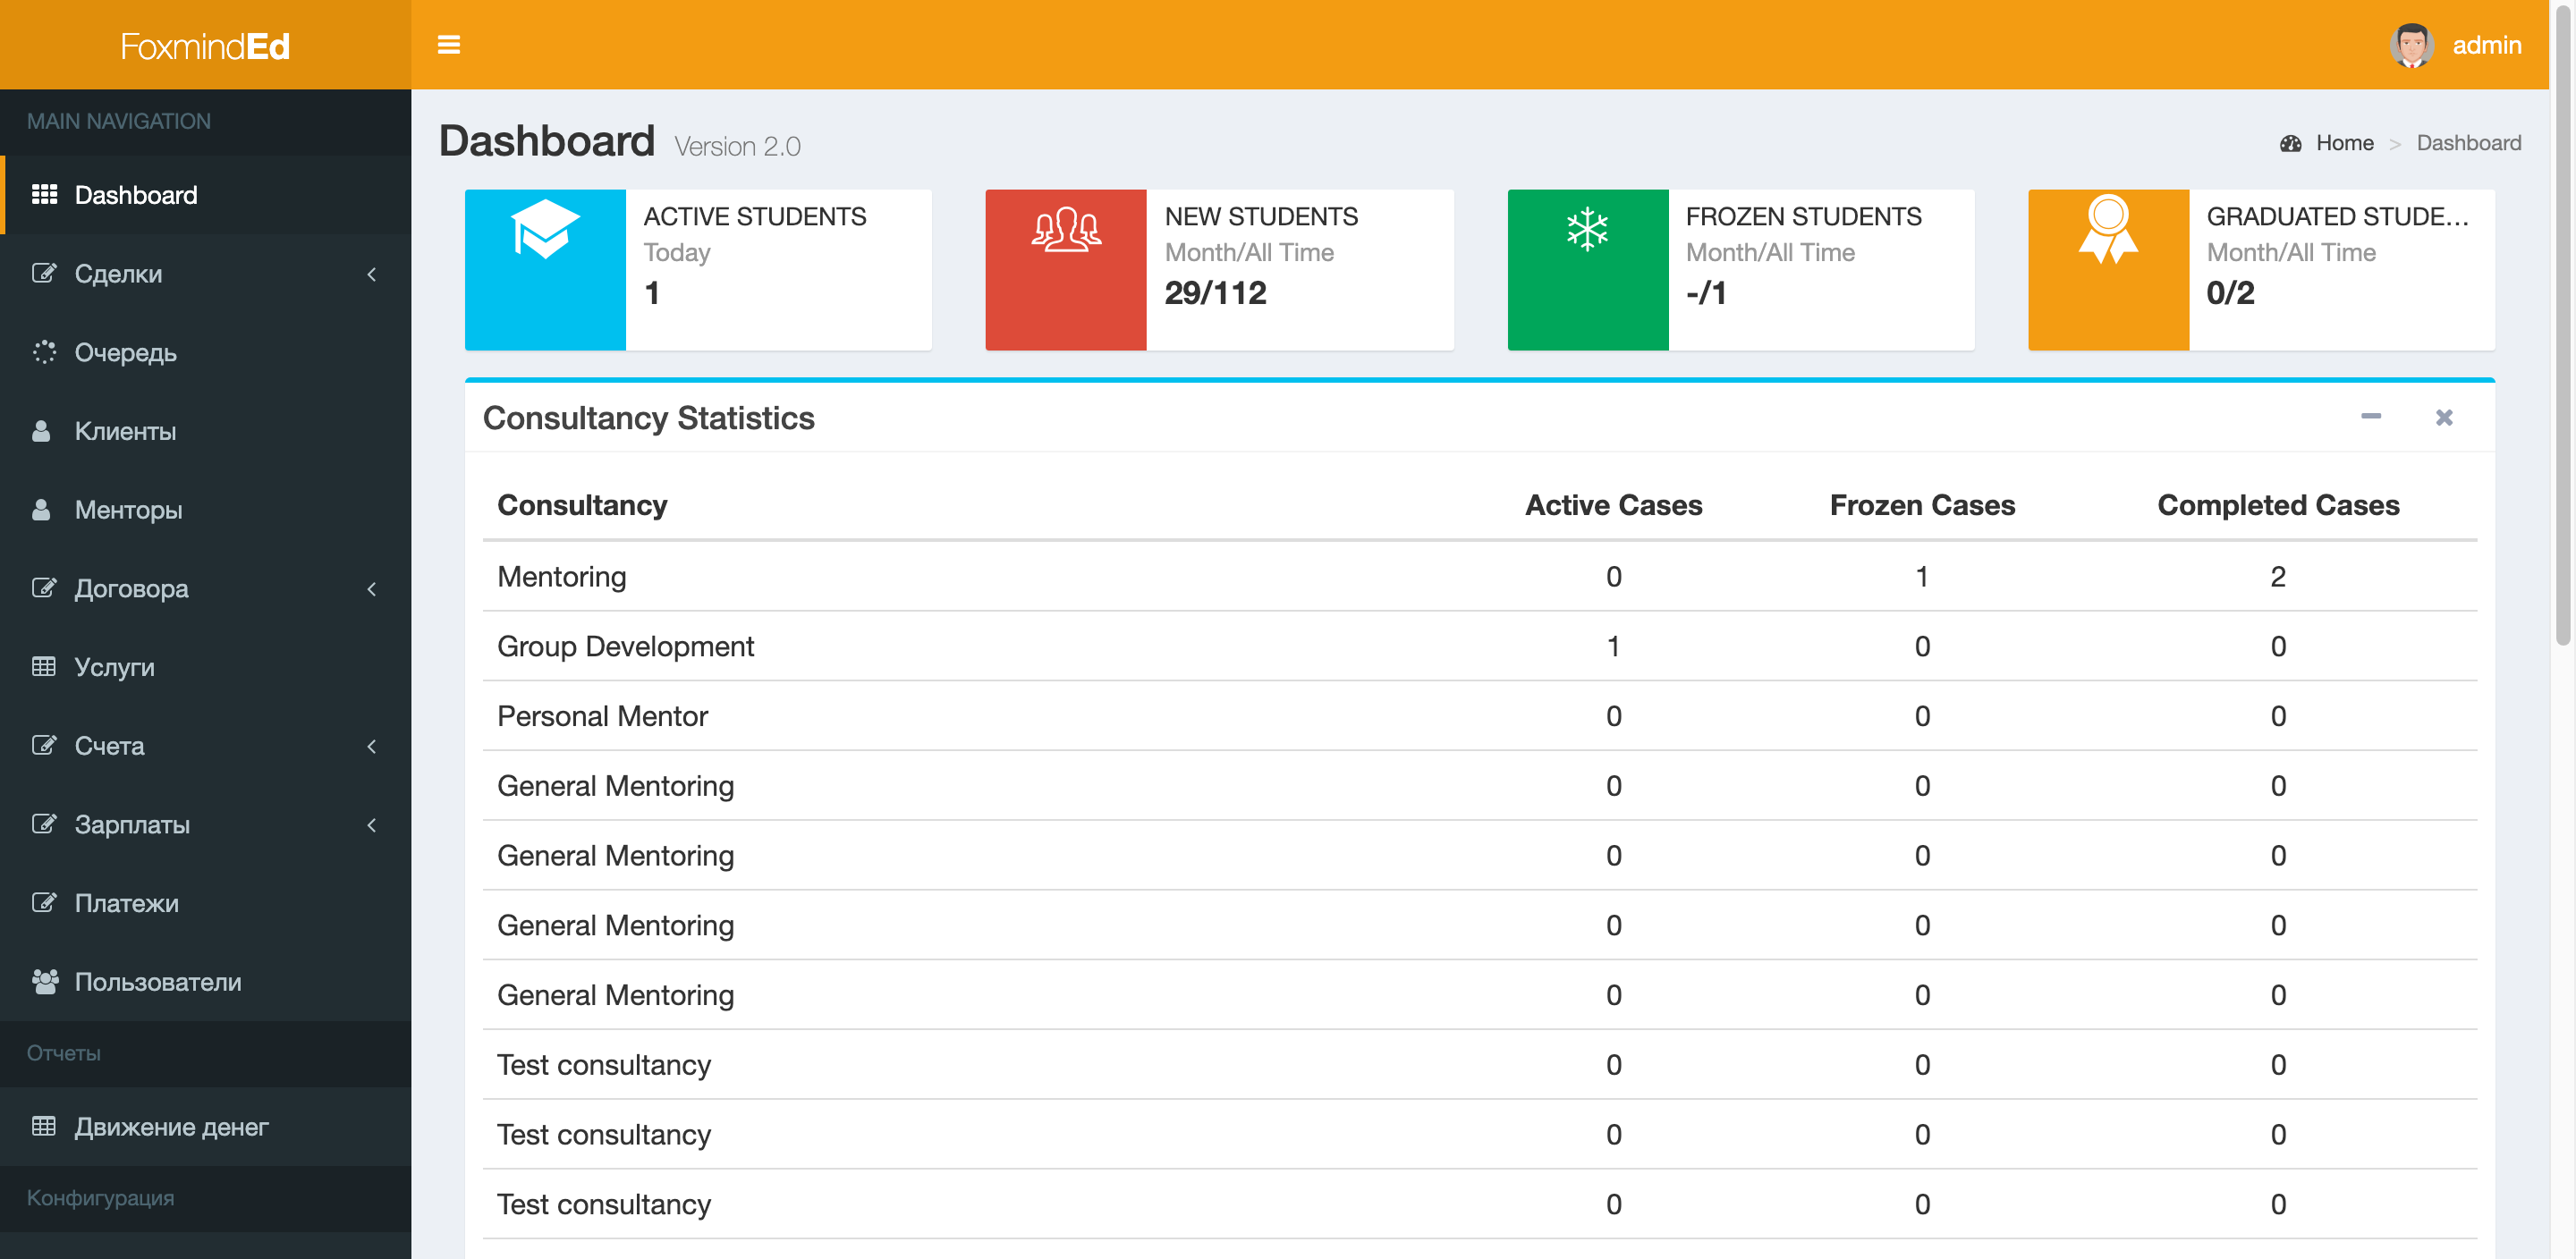 FoxmindEd
admin
MAIN NAVIGATION
Dashboard
Сделки
Очередь
Клиенты
Менторы
Договора
Услуги
Счета
Зарплаты
Платежи
Пользователи
Отчеты
Движение денег
Конфигурация
Dashboard Version 2.0
Home > Dashboard
ACTIVE STUDENTS
Today
1
NEW STUDENTS
Month/All Time
29/112
FROZEN STUDENTS
Month/All Time
-/1
GRADUATED STUDE...
Month/All Time
0/2
Consultancy Statistics
Consultancy Active Cases Frozen Cases Completed Cases
Mentoring 0 1 2
Group Development 1 0 0
Personal Mentor 0 0 0
General Mentoring 0 0 0
General Mentoring 0 0 0
General Mentoring 0 0 0
General Mentoring 0 0 0
Test consultancy 0 0 0
Test consultancy 0 0 0
Test consultancy 0 0 0